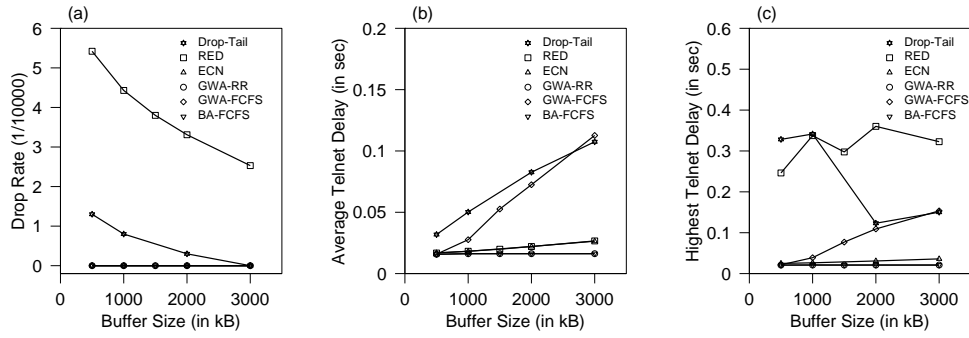 (a)
Drop Rate (1/10000)
6
5
4
3
2
1
0
Drop-Tail
RED
ECN
GWA-RR
GWA-FCFS
BA-FCFS
0 1000 2000 3000
Buffer Size (in kB)
(b)
Average Telnet Delay (in sec)
0.2
0.15
0.1
0.05
0
Drop-Tail
RED
ECN
GWA-RR
GWA-FCFS
BA-FCFS
0 1000 2000 3000
Buffer Size (in kB)
(c)
Highest Telnet Delay (in sec)
0.6
0.5
0.4
0.3
0.2
0.1
0
Drop-Tail
RED
ECN
GWA-RR
GWA-FCFS
BA-FCFS
0 1000 2000 3000
Buffer Size (in kB)